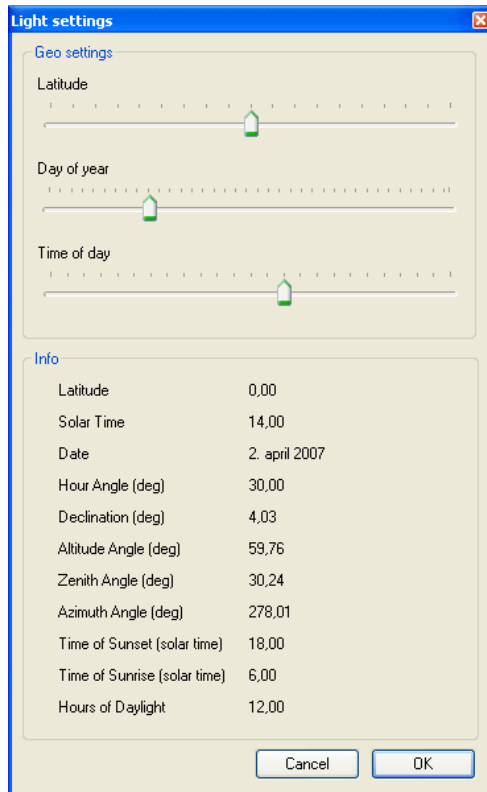 Light settings
Geo settings
Latitude
Day of year
Time of day
Info
Latitude 0,00
Solar Time 14,00
Date 2. april 2007
Hour Angle (deg) 30,00
Declination (deg) 4,03
Altitude Angle (deg) 59,76
Zenith Angle (deg) 30,24
Azimuth Angle (deg) 278,01
Time of Sunset (solar time) 18,00
Time of Sunrise (solar time) 6,00
Hours of Daylight 12,00
Cancel OK